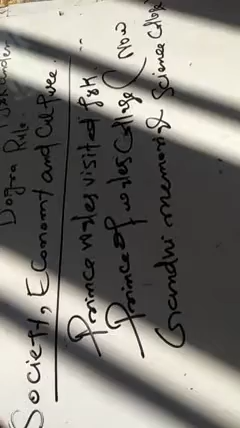 Dogra Rule
Society, Economy and Culture
Prince wales visited J&K.
Prince of wales College (Now
Gandhi memorial Science College